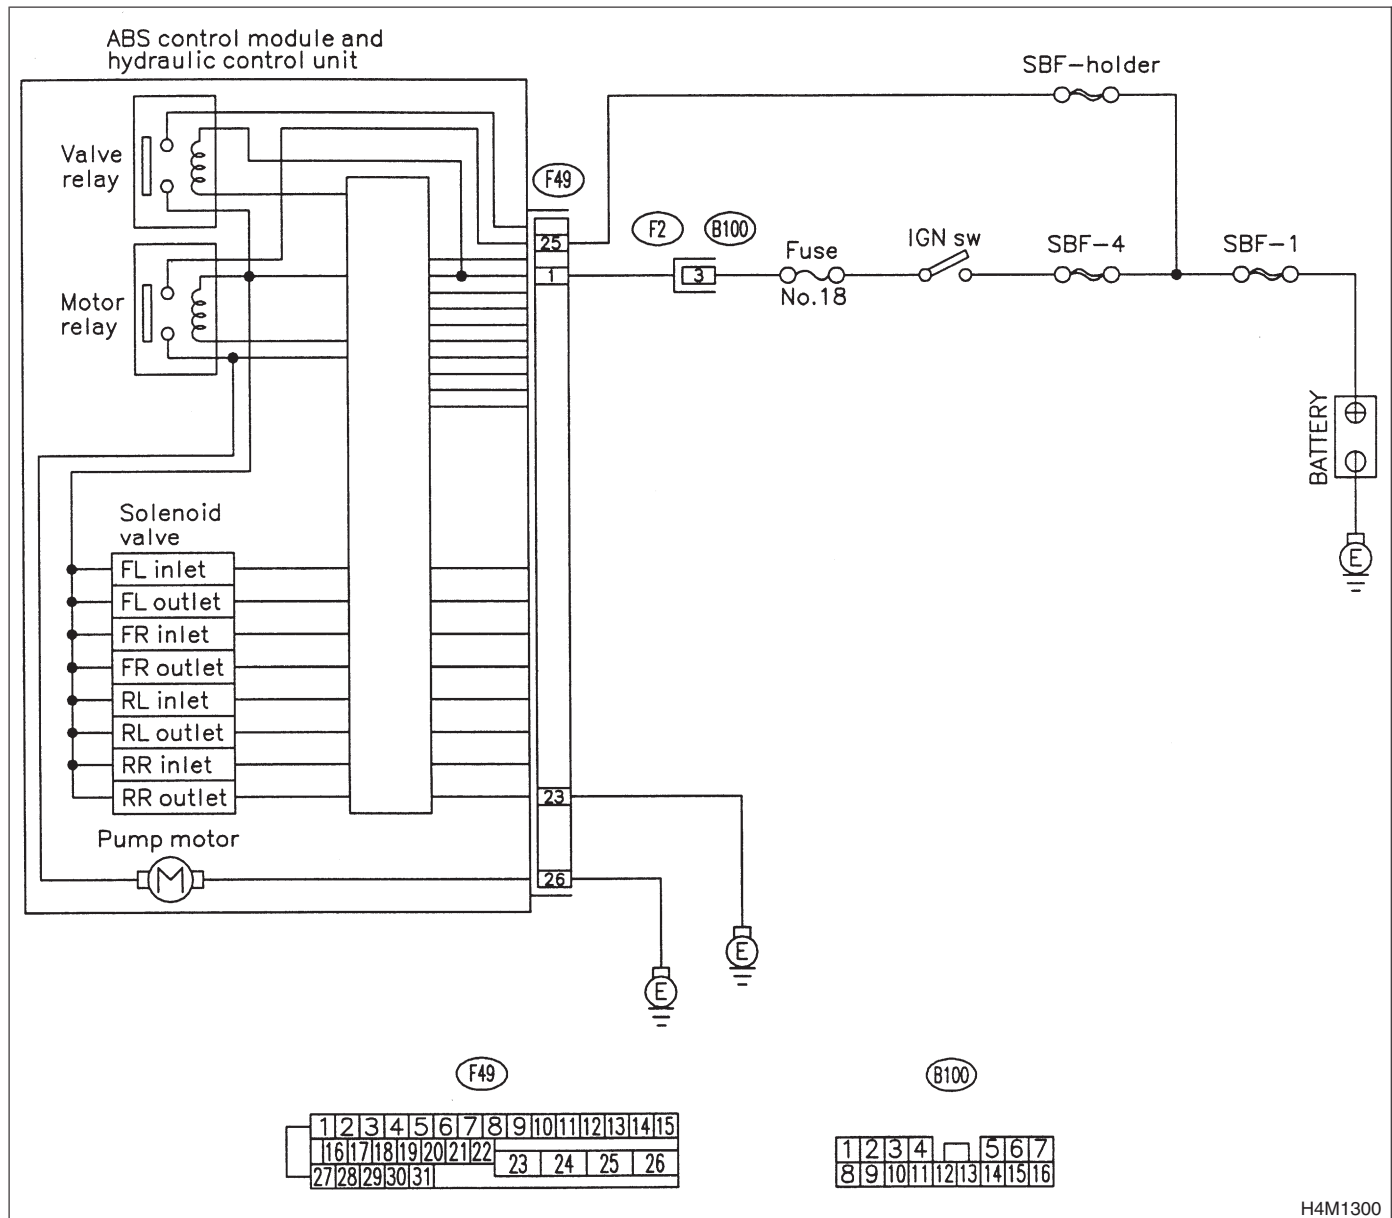 ABS control module and
hydraulic control unit
SBF-holder
Valve
relay
F49
25
F2
B100
Fuse
No.18
IGN sw
SBF-4
SBF-1
1
3
Motor
relay
BATTERY
E
Solenoid
valve
FL inlet
FL outlet
FR inlet
FR outlet
RL inlet
RL outlet
RR inlet
RR outlet
23
Pump motor
M
26
E
E
F49
1 2 3 4 5 6 7 8 9 10 11 12 13 14 15
16 17 18 19 20 21 22
23 24 25 26
27 28 29 30 31
B100
1 2 3 4 5 6 7
8 9 10 11 12 13 14 15 16
H4M1300